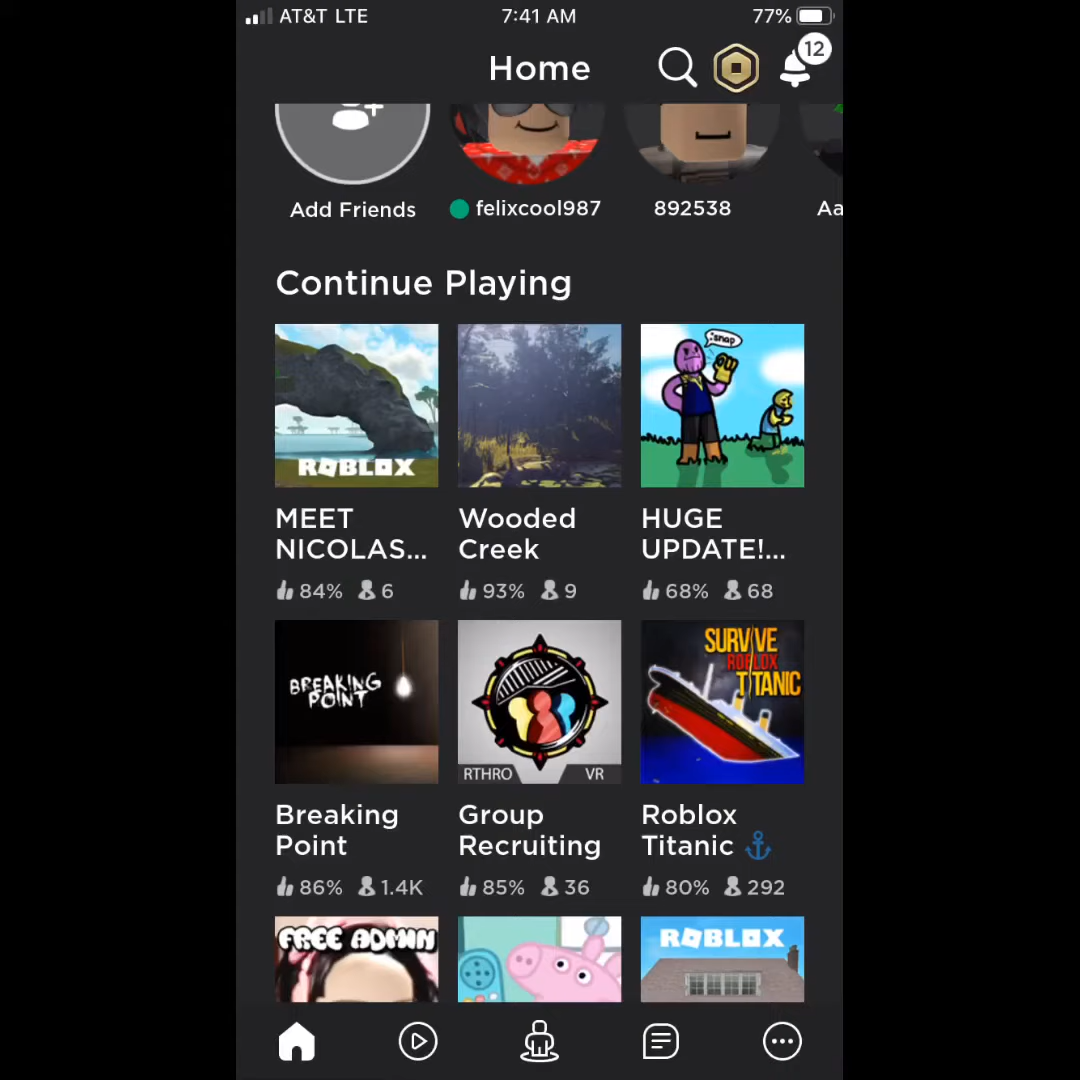 AT&T LTE 7:41 AM 77%
Home 12
Add Friends felixcool987 892538 Aa
Continue Playing
:snap
ROBLOX
MEET NICOLAS...
Wooded Creek
HUGE UPDATE!...
84% 6 93% 9 68% 68
BREAKING POINT
RTHRO VR
SURVIVE ROBLOX TITANIC
Breaking Point
Group Recruiting
Roblox Titanic ⚓
86% 1.4K 85% 36 80% 292
FREE ADMIN
ROBLOX